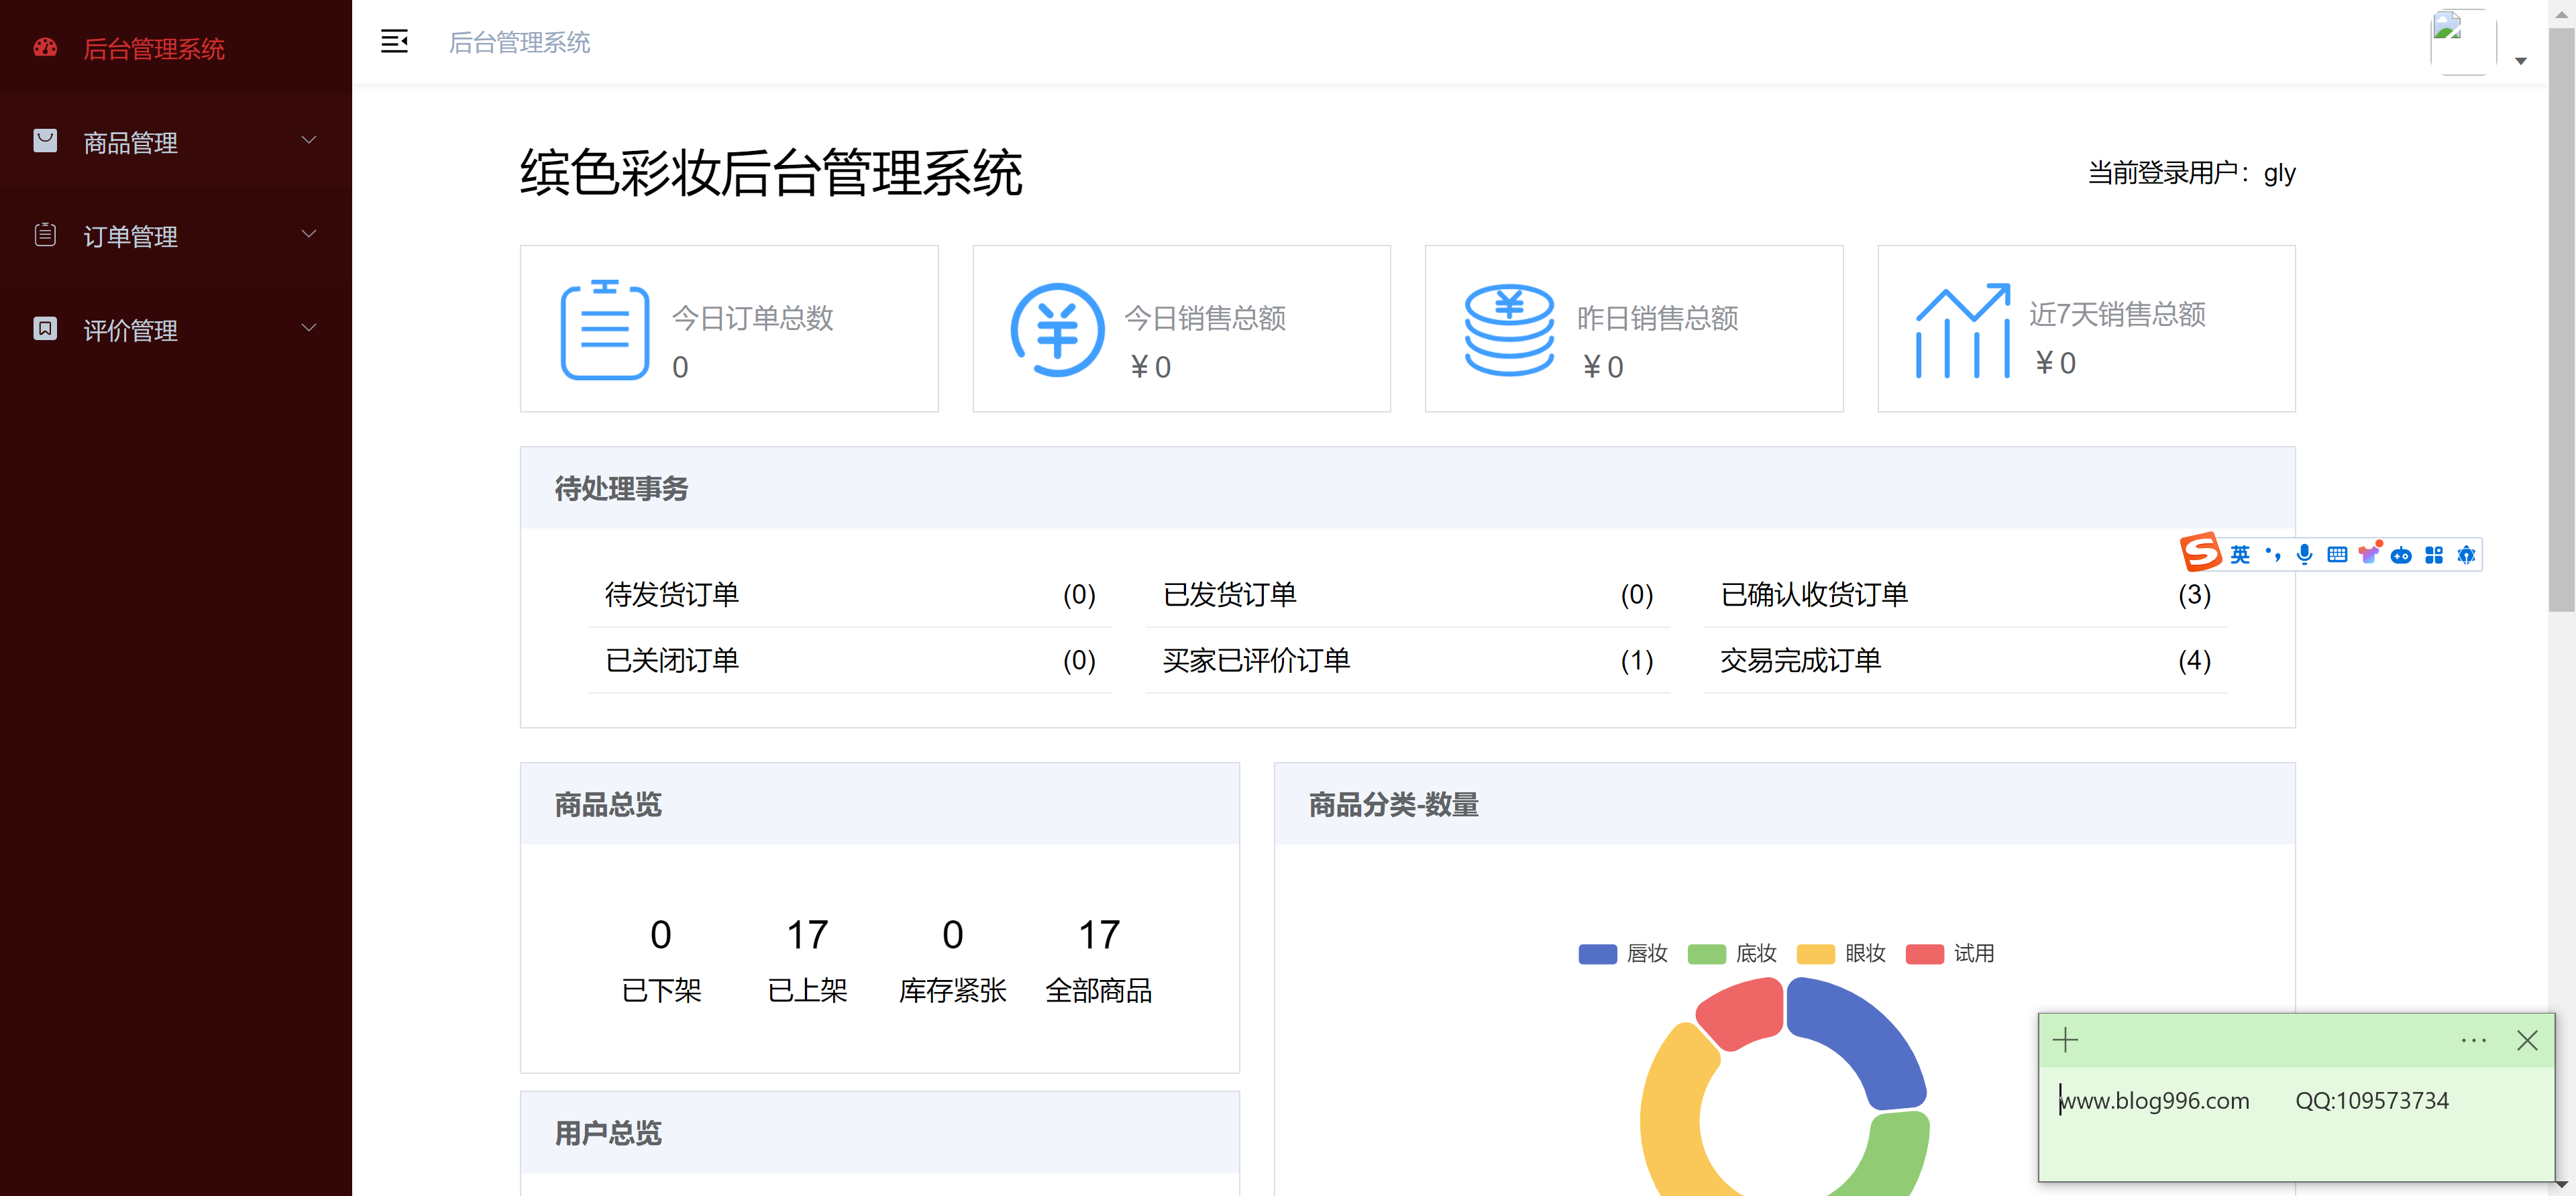 后台管理系统
后台管理系统
商品管理
订单管理
评价管理
缤色彩妆后台管理系统
当前登录用户：gly
今日订单总数
0
今日销售总额
￥0
昨日销售总额
￥0
近7天销售总额
￥0
待处理事务
英
待发货订单 (0)
已发货订单 (0)
已确认收货订单 (3)
已关闭订单 (0)
买家已评价订单 (1)
交易完成订单 (4)
商品总览
0 17 0 17
已下架 已上架 库存紧张 全部商品
商品分类-数量
唇妆 底妆 眼妆 试用
用户总览
www.blog996.com QQ:109573734